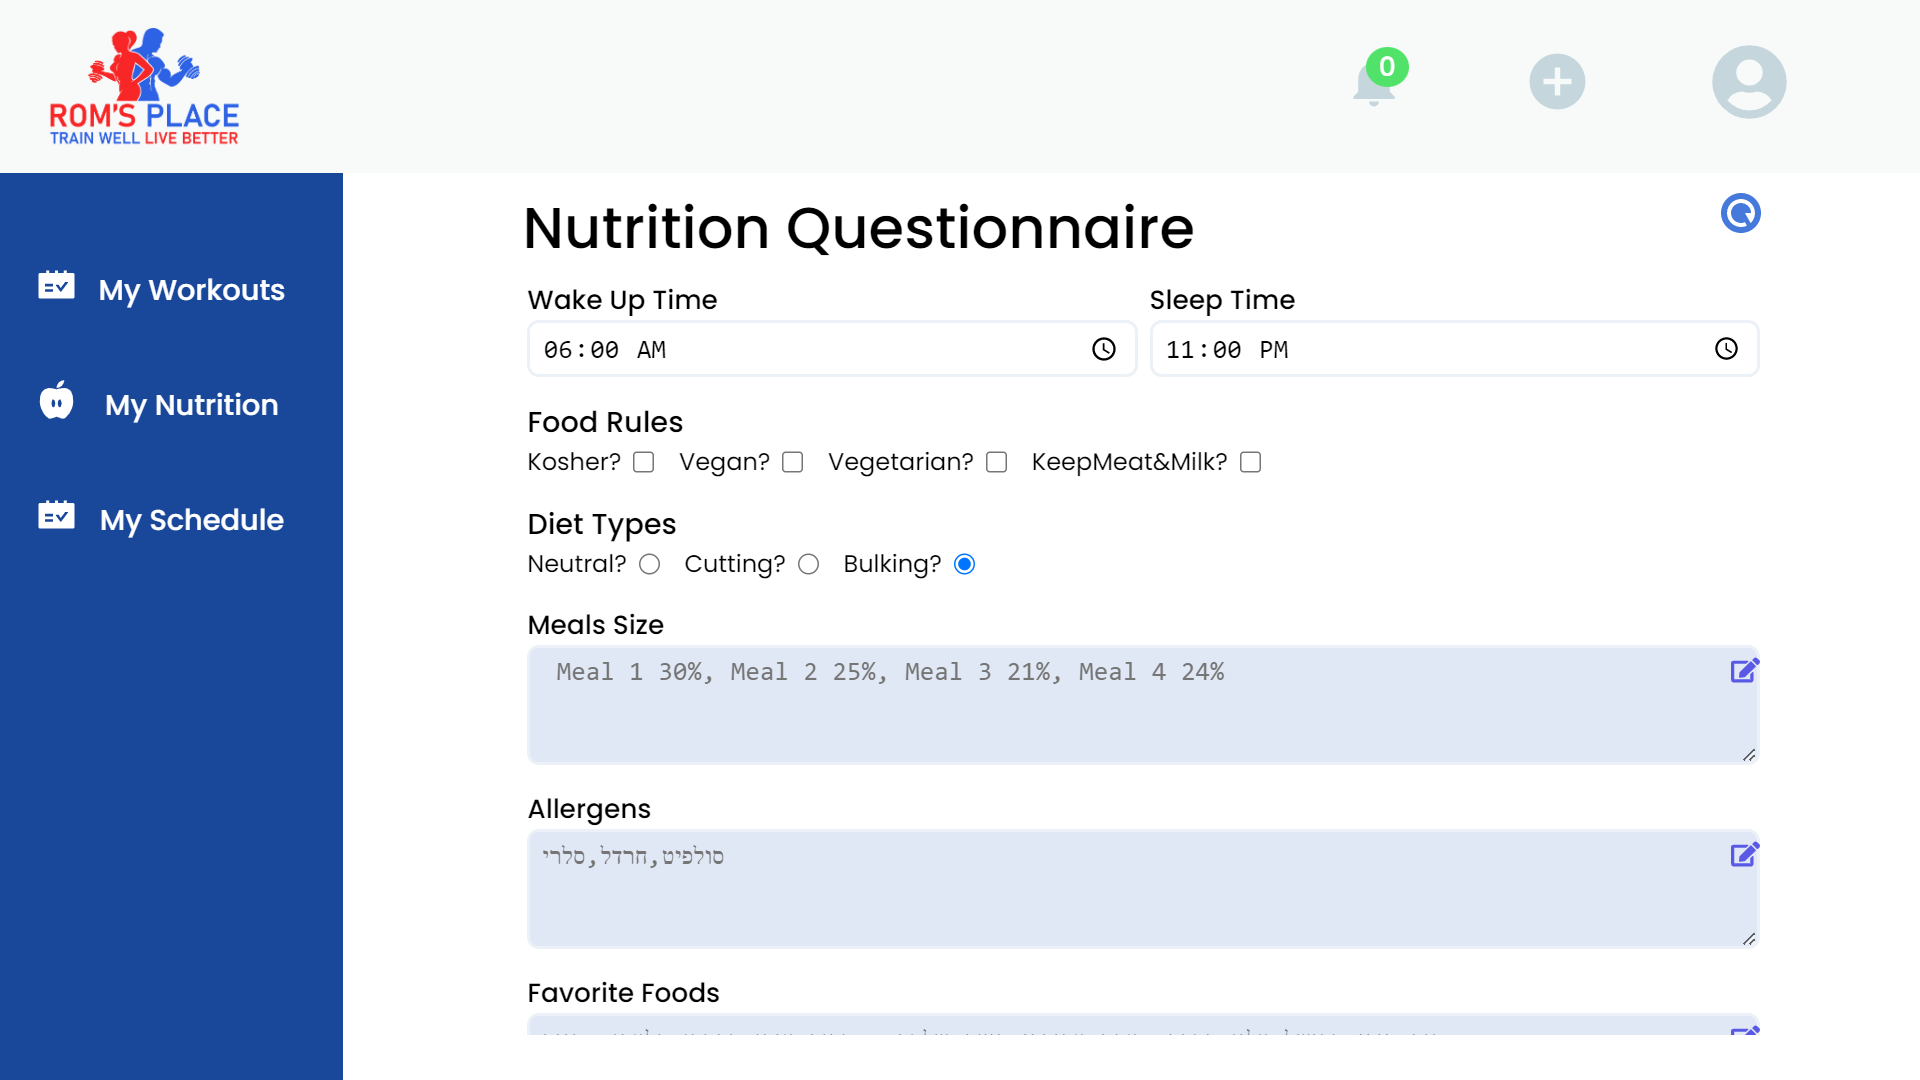 ROM'S PLACE
TRAIN WELL LIVE BETTER
0
My Workouts
My Nutrition
My Schedule
Nutrition Questionnaire
Wake Up Time
Sleep Time
06:00 AM
11:00 PM
Food Rules
Kosher? Vegan? Vegetarian? KeepMeat&Milk?
Diet Types
Neutral? Cutting? Bulking?
Meals Size
Meal 1 30%, Meal 2 25%, Meal 3 21%, Meal 4 24%
Allergens
סולפיט,חרדל,סלרי
Favorite Foods